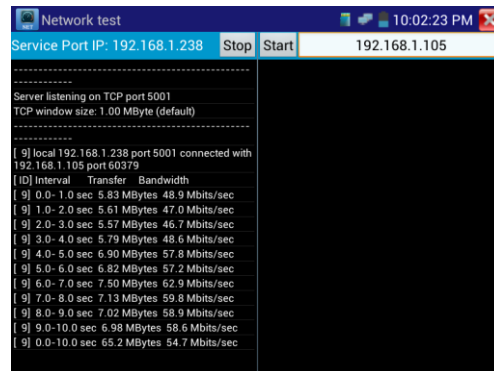 Network test
10:02:23 PM
NET
Service Port IP: 192.168.1.238 Stop Start 192.168.1.105
------------------------------------------------
------------
Server listening on TCP port 5001
TCP window size: 1.00 MByte (default)
------------------------------------------------
------------
[ 9] local 192.168.1.238 port 5001 connected with
192.168.1.105 port 60379
[ ID] Interval Transfer Bandwidth
[ 9] 0.0- 1.0 sec 5.83 MBytes 48.9 Mbits/sec
[ 9] 1.0- 2.0 sec 5.61 MBytes 47.0 Mbits/sec
[ 9] 2.0- 3.0 sec 5.57 MBytes 46.7 Mbits/sec
[ 9] 3.0- 4.0 sec 5.79 MBytes 48.6 Mbits/sec
[ 9] 4.0- 5.0 sec 6.90 MBytes 57.8 Mbits/sec
[ 9] 5.0- 6.0 sec 6.82 MBytes 57.2 Mbits/sec
[ 9] 6.0- 7.0 sec 7.50 MBytes 62.9 Mbits/sec
[ 9] 7.0- 8.0 sec 7.13 MBytes 59.8 Mbits/sec
[ 9] 8.0- 9.0 sec 7.02 MBytes 58.9 Mbits/sec
[ 9] 9.0-10.0 sec 6.98 MBytes 58.6 Mbits/sec
[ 9] 0.0-10.0 sec 65.2 MBytes 54.7 Mbits/sec